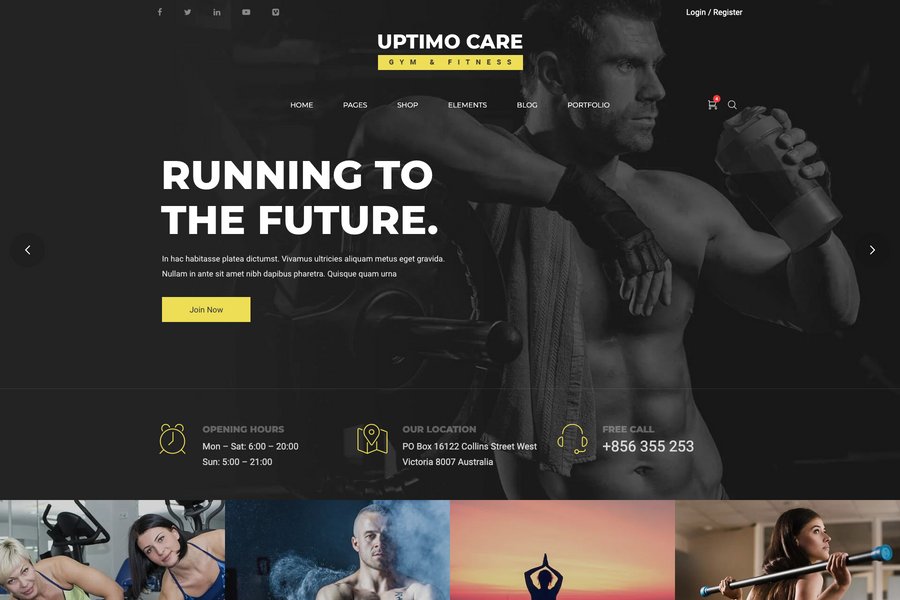 Login / Register
UPTIMO CARE
GYM & FITNESS
HOME PAGES SHOP ELEMENTS BLOG PORTFOLIO
4
RUNNING TO
THE FUTURE.
In hac habitasse platea dictumst. Vivamus ultricies aliquam metus eget gravida.
Nullam in ante sit amet nibh dapibus pharetra. Quisque quam urna
Join Now
OPENING HOURS
Mon – Sat: 6:00 – 20:00
Sun: 5:00 – 21:00
OUR LOCATION
PO Box 16122 Collins Street West
Victoria 8007 Australia
FREE CALL
+856 355 253